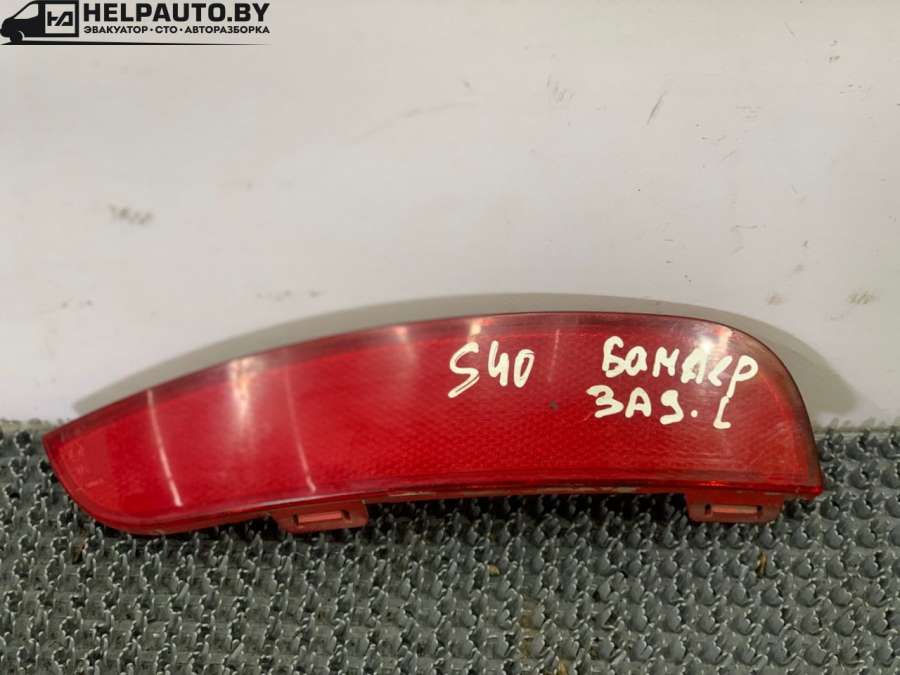 HELPAUTO.BY
ЭВАКУАТОР • СТО • АВТОРАЗБОРКА
S40
БАМПЕР
ЗАД. L